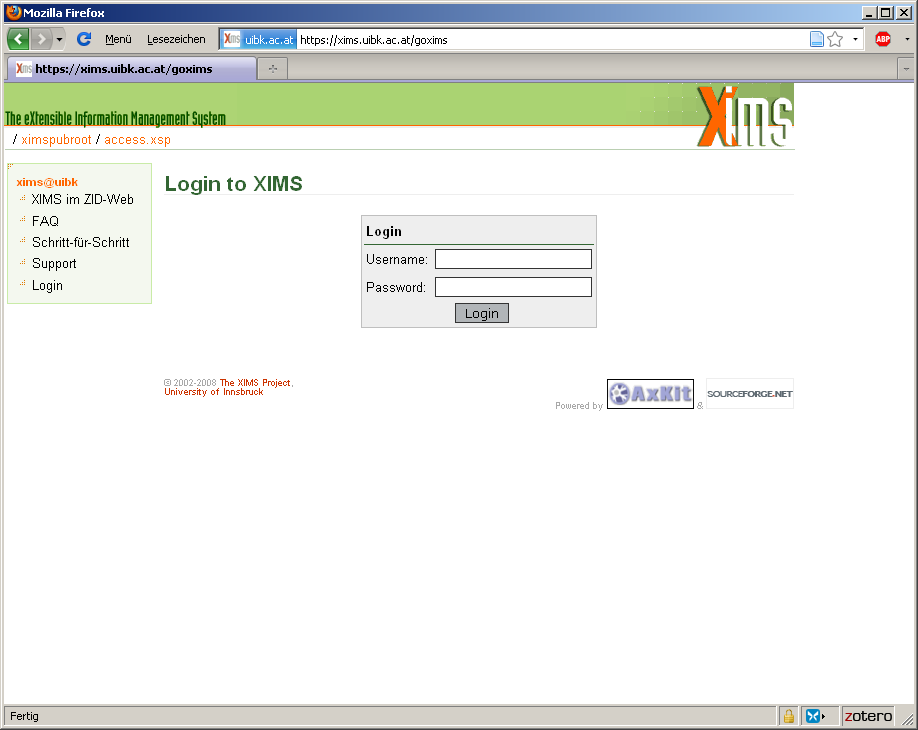 Mozilla Firefox
Menü Lesezeichen Xims uibk.ac.at https://xims.uibk.ac.at/goxims ABP
Xims https://xims.uibk.ac.at/goxims
The eXtensible Information Management System
Xims
/ ximspubroot / access.xsp
xims@uibk
XIMS im ZID-Web
FAQ
Schritt-für-Schritt
Support
Login
Login to XIMS
Login
Username:
Password:
Login
© 2002-2008 The XIMS Project,
University of Innsbruck
Powered by AxKit & SOURCEFORGE.NET
Fertig
zotero